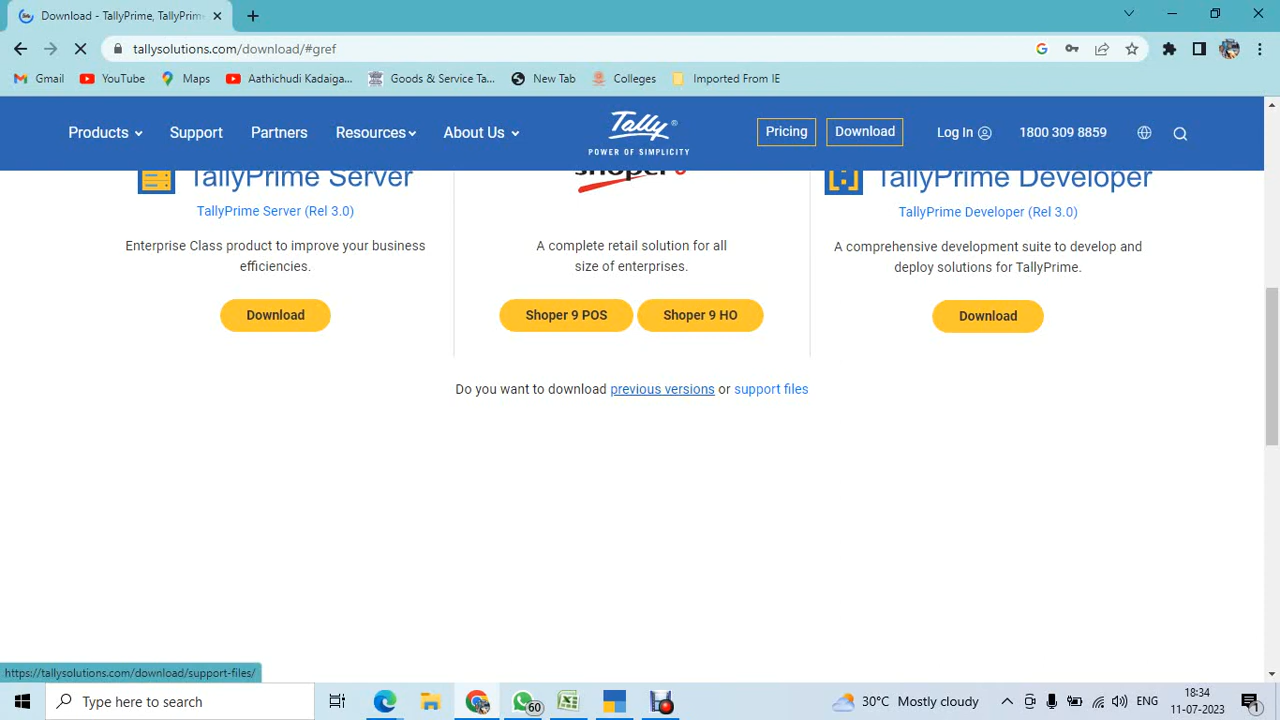 Download - TallyPrime, TallyPrim
tallysolutions.com/download/#gref
Gmail YouTube Maps Aathichudi Kadaiga... Goods & Service Ta... New Tab Colleges Imported From IE
Products Support Partners Resources About Us Tally® Pricing Download Log In 1800 309 8859
POWER OF SIMPLICITY
TallyPrime Server shoper 9 TallyPrime Developer
TallyPrime Server (Rel 3.0) TallyPrime Developer (Rel 3.0)
Enterprise Class product to improve your business efficiencies.
A complete retail solution for all size of enterprises.
A comprehensive development suite to develop and deploy solutions for TallyPrime.
Download Shoper 9 POS Shoper 9 HO Download
Do you want to download previous versions or support files
https://tallysolutions.com/download/support-files/
Type here to search 60 30°C Mostly cloudy ENG 18:34
11-07-2023 1